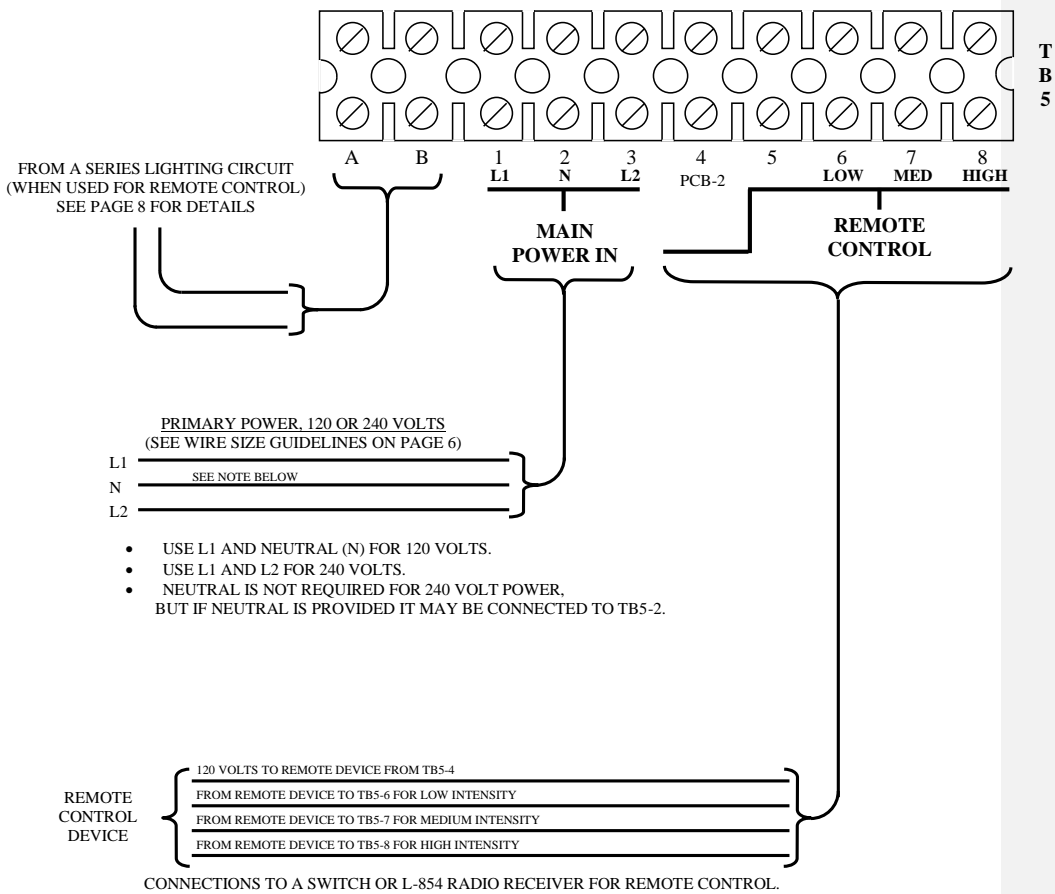 T
B
5
A B 1 2 3 4 5 6 7 8
L1 N L2 PCB-2 LOW MED HIGH
FROM A SERIES LIGHTING CIRCUIT
(WHEN USED FOR REMOTE CONTROL)
SEE PAGE 8 FOR DETAILS
MAIN
POWER IN
REMOTE
CONTROL
PRIMARY POWER, 120 OR 240 VOLTS
(SEE WIRE SIZE GUIDELINES ON PAGE 6)
L1
SEE NOTE BELOW
N
L2
• USE L1 AND NEUTRAL (N) FOR 120 VOLTS.
• USE L1 AND L2 FOR 240 VOLTS.
• NEUTRAL IS NOT REQUIRED FOR 240 VOLT POWER,
BUT IF NEUTRAL IS PROVIDED IT MAY BE CONNECTED TO TB5-2.
REMOTE
CONTROL
DEVICE
120 VOLTS TO REMOTE DEVICE FROM TB5-4
FROM REMOTE DEVICE TO TB5-6 FOR LOW INTENSITY
FROM REMOTE DEVICE TO TB5-7 FOR MEDIUM INTENSITY
FROM REMOTE DEVICE TO TB5-8 FOR HIGH INTENSITY
CONNECTIONS TO A SWITCH OR L-854 RADIO RECEIVER FOR REMOTE CONTROL.